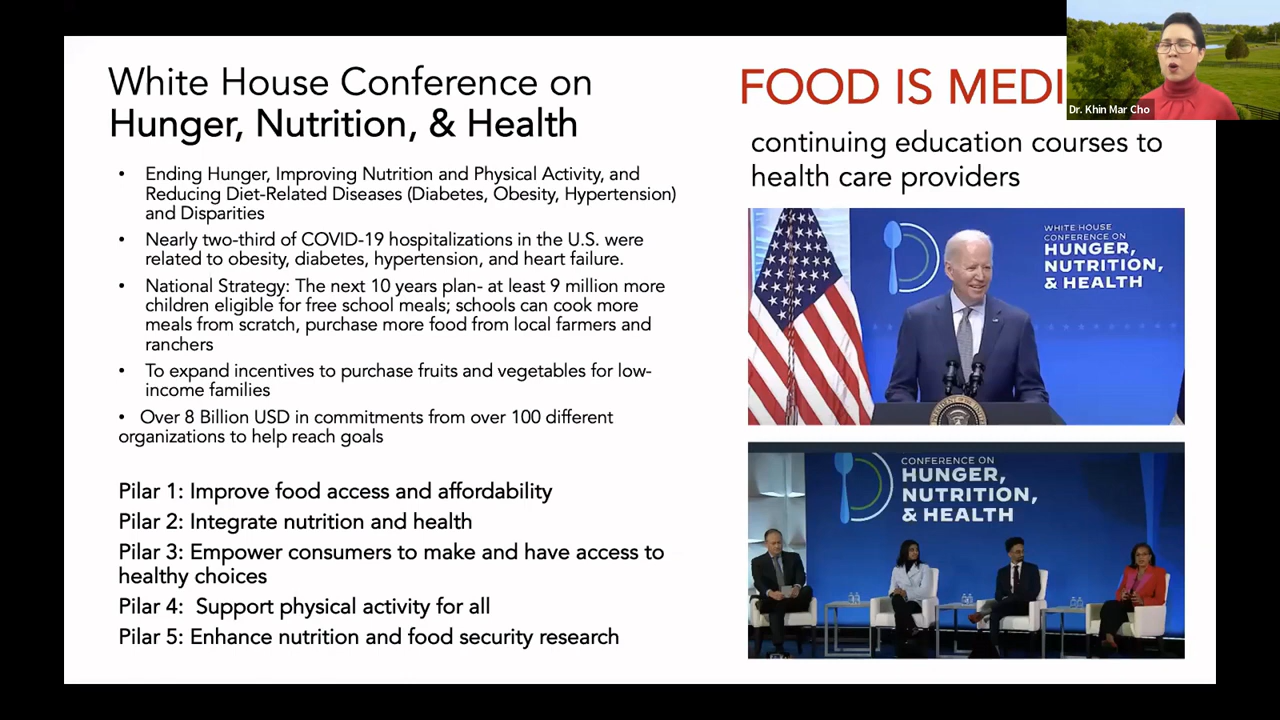 White House Conference on
Hunger, Nutrition, & Health
• Ending Hunger, Improving Nutrition and Physical Activity, and
Reducing Diet-Related Diseases (Diabetes, Obesity, Hypertension)
and Disparities
• Nearly two-third of COVID-19 hospitalizations in the U.S. were
related to obesity, diabetes, hypertension, and heart failure.
• National Strategy: The next 10 years plan- at least 9 million more
children eligible for free school meals; schools can cook more
meals from scratch, purchase more food from local farmers and
ranchers
• To expand incentives to purchase fruits and vegetables for low-
income families
• Over 8 Billion USD in commitments from over 100 different
organizations to help reach goals
Pilar 1: Improve food access and affordability
Pilar 2: Integrate nutrition and health
Pilar 3: Empower consumers to make and have access to
healthy choices
Pilar 4: Support physical activity for all
Pilar 5: Enhance nutrition and food security research
FOOD IS MEDI
Dr. Khin Mar Cho
continuing education courses to
health care providers
WHITE HOUSE
CONFERENCE ON
HUNGER,
NUTRITION,
& HEALTH
CONFERENCE ON
HUNGER,
NUTRITION,
& HEALTH